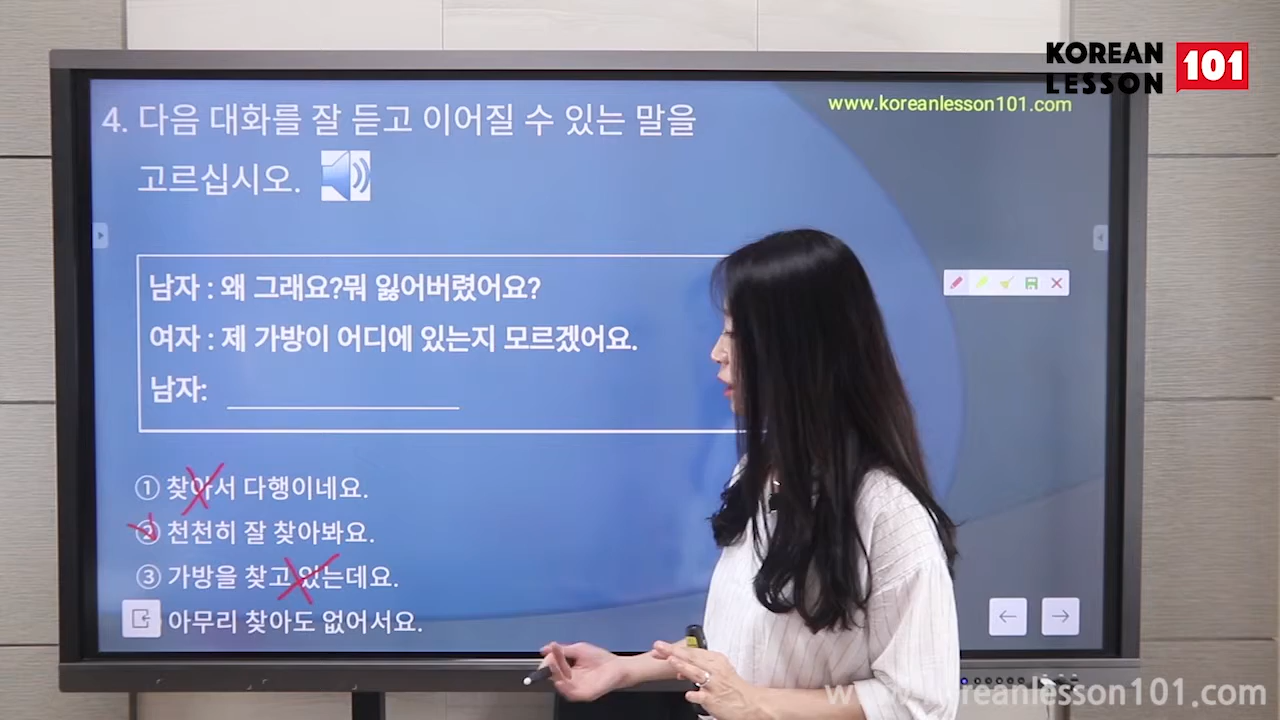 KOREAN
LESSON 101
www.koreanlesson101.com
4. 다음 대화를 잘 듣고 이어질 수 있는 말을
고르십시오.
남자 : 왜 그래요?뭐 잃어버렸어요?
여자 : 제 가방이 어디에 있는지 모르겠어요.
남자:
① 찾아서 다행이네요.
② 천천히 잘 찾아봐요.
③ 가방을 찾고 있는데요.
아무리 찾아도 없어서요.
www.koreanlesson101.com